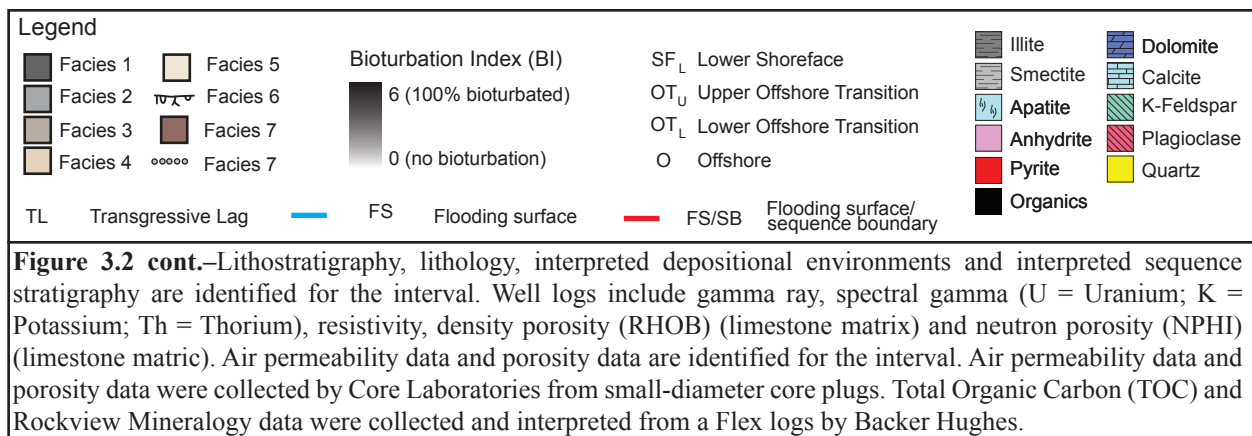 Legend
Facies 1
Facies 2
Facies 3
Facies 4
Facies 5
Facies 6
Facies 7
Facies 7
Bioturbation Index (BI)
6 (100% bioturbated)
0 (no bioturbation)
SF L Lower Shoreface
OT U Upper Offshore Transition
OT L Lower Offshore Transition
O Offshore
Illite
Smectite
Apatite
Anhydrite
Pyrite
Organics
Dolomite
Calcite
K-Feldspar
Plagioclase
Quartz
TL Transgressive Lag FS Flooding surface FS/SB Flooding surface/
sequence boundary
Figure 3.2 cont.–Lithostratigraphy, lithology, interpreted depositional environments and interpreted sequence
stratigraphy are identified for the interval. Well logs include gamma ray, spectral gamma (U = Uranium; K =
Potassium; Th = Thorium), resistivity, density porosity (RHOB) (limestone matrix) and neutron porosity (NPHI)
(limestone matric). Air permeability data and porosity data are identified for the interval. Air permeability data and
porosity data were collected by Core Laboratories from small-diameter core plugs. Total Organic Carbon (TOC) and
Rockview Mineralogy data were collected and interpreted from a Flex logs by Backer Hughes.